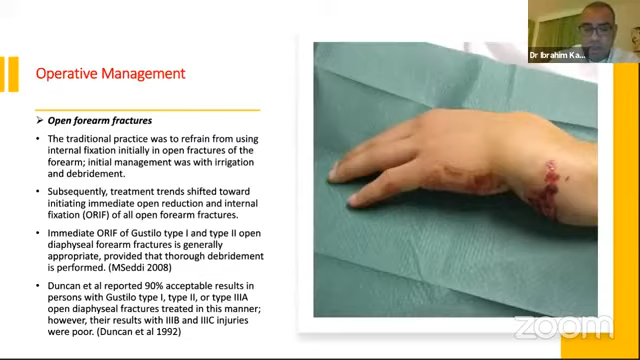 Dr Ibrahim Ka...
Operative Management
➢ Open forearm fractures
• The traditional practice was to refrain from using
internal fixation initially in open fractures of the
forearm; initial management was with irrigation
and debridement.
• Subsequently, treatment trends shifted toward
initiating immediate open reduction and internal
fixation (ORIF) of all open forearm fractures.
• Immediate ORIF of Gustilo type I and type II open
diaphyseal forearm fractures is generally
appropriate, provided that thorough debridement
is performed. (MSeddi 2008)
• Duncan et al reported 90% acceptable results in
persons with Gustilo type I, type II, or type IIIA
open diaphyseal fractures treated in this manner;
however, their results with IIIB and IIIC injuries
were poor. (Duncan et al 1992)
zoom